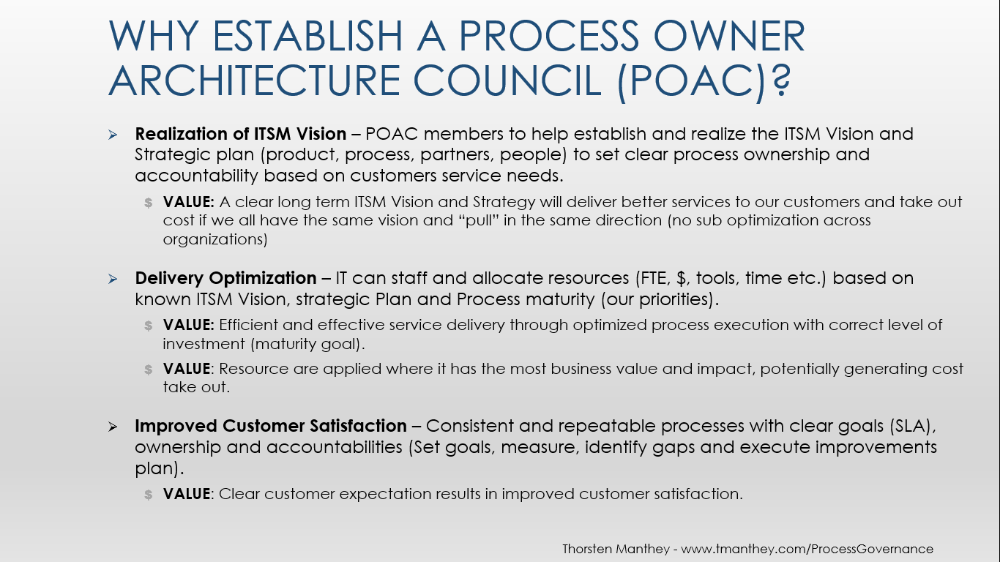 WHY ESTABLISH A PROCESS OWNER
ARCHITECTURE COUNCIL (POAC)?
➢ Realization of ITSM Vision – POAC members to help establish and realize the ITSM Vision and
Strategic plan (product, process, partners, people) to set clear process ownership and
accountability based on customers service needs.
$ VALUE: A clear long term ITSM Vision and Strategy will deliver better services to our customers and take out
cost if we all have the same vision and “pull” in the same direction (no sub optimization across
organizations)
➢ Delivery Optimization – IT can staff and allocate resources (FTE, $, tools, time etc.) based on
known ITSM Vision, strategic Plan and Process maturity (our priorities).
$ VALUE: Efficient and effective service delivery through optimized process execution with correct level of
investment (maturity goal).
$ VALUE: Resource are applied where it has the most business value and impact, potentially generating cost
take out.
➢ Improved Customer Satisfaction – Consistent and repeatable processes with clear goals (SLA),
ownership and accountabilities (Set goals, measure, identify gaps and execute improvements
plan).
$ VALUE: Clear customer expectation results in improved customer satisfaction.
Thorsten Manthey - www.tmanthey.com/ProcessGovernance